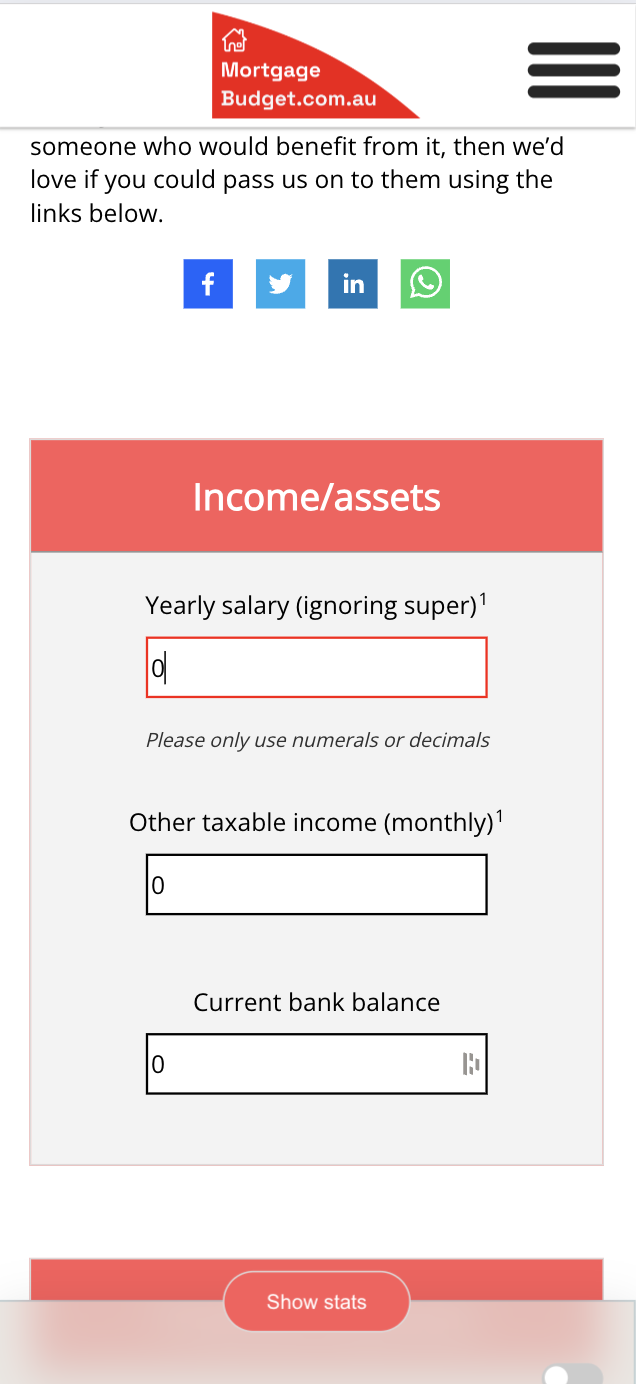 Mortgage
Budget.com.au
someone who would benefit from it, then we’d
love if you could pass us on to them using the
links below.
f
in
Income/assets
Yearly salary (ignoring super)1
0
Please only use numerals or decimals
Other taxable income (monthly)1
0
Current bank balance
0
Show stats